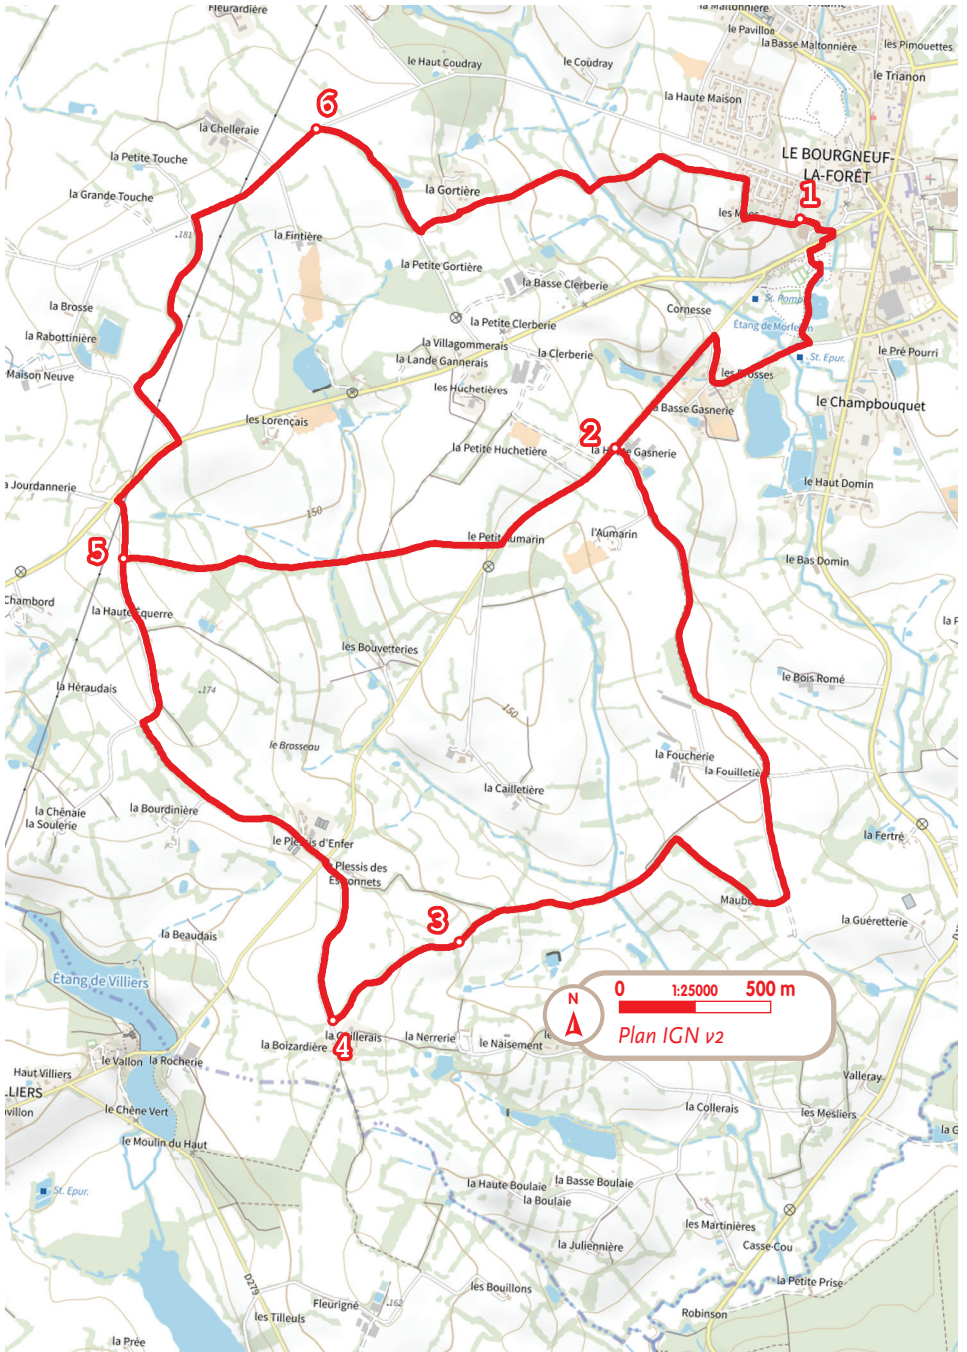 Fleurardière
la Maltonnière
le Pavillon
la Basse Maltonnière
les Pimouettes
le Haut Coudray
le Coudray
le Trianon
la Haute Maison
6
la Chelleraie
LE BOURGNEUF-
LA-FORÊT
la Petite Touche
la Grande Touche
la Gortière
1
.181
la Fintière
la Petite Gortière
la Basse Clerberie
la Brosse
Cornesse
Étang de Morfelon
la Petite Clerberie
la Rabottinière
la Villagommerais
la Clerberie
St. Epur.
le Pré Pourri
la Lande Gannerais
Maison Neuve
les Huchetières
les Brosses
la Basse Gasnerie
le Champbouquet
les Lorençais
2
la Petite Huchetière
la Haute Gasnerie
a Jourdannerie
le Haut Domin
150
l'Aumarin
le Petit Aumarin
5
le Bas Domin
Chambord
la Haute Équerre
les Bouvetteries
la Héraudais
.174
le Bois Romé
150
le Brosseau
la Foucherie
la Cailletière
la Chênaie
la Soulerie
la Bourdinière
le Plessis d'Enfer
la Fertré
Plessis des
3
la Guéretterie
la Beaudais
Étang de Villiers
0
1:25000
500 m
N
Plan IGN v2
la Boizardière
4
la Nerrerie
le Naisement
le Vallon
la Rocherie
Haut Villiers
LLIERS
Valleray
le Chêne Vert
la Collerais
les Mesliers
le Moulin du Haut
St. Epur.
la Haute Boulaie
la Basse Boulaie
la Boulaie
les Martinières
la Juliennière
Casse-Cou
D279
les Bouillons
la Petite Prise
Fleurigné
.162
les Tilleuls
Robinson
la Prée